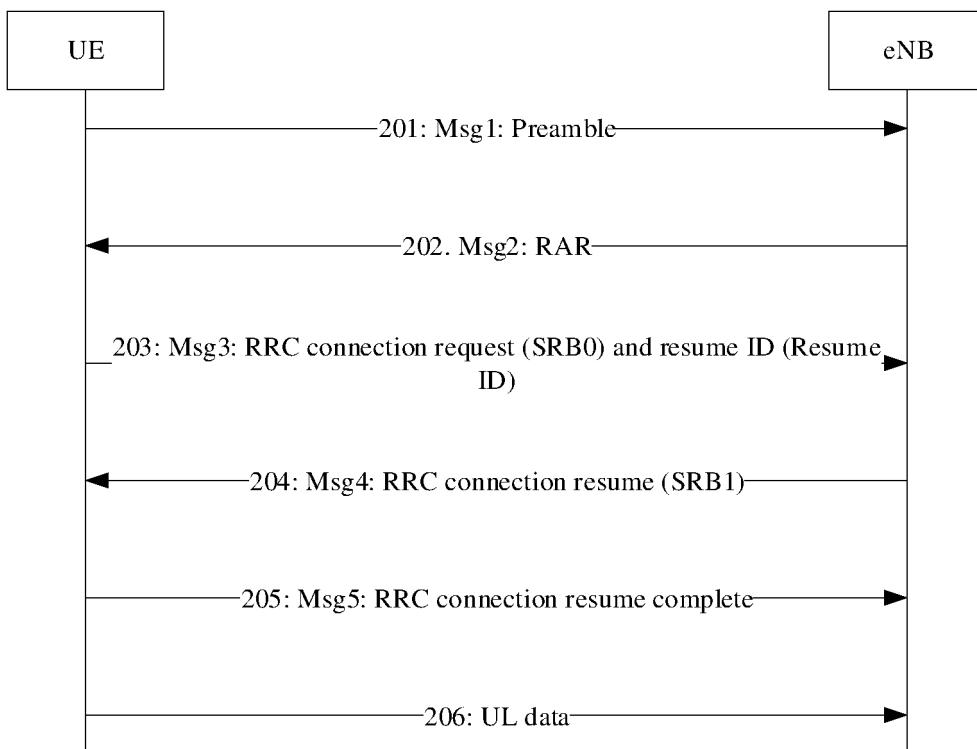 UE
eNB
201: Msg1: Preamble
202. Msg2: RAR
203: Msg3: RRC connection request (SRB0) and resume ID (Resume
ID)
204: Msg4: RRC connection resume (SRB1)
205: Msg5: RRC connection resume complete
206: UL data